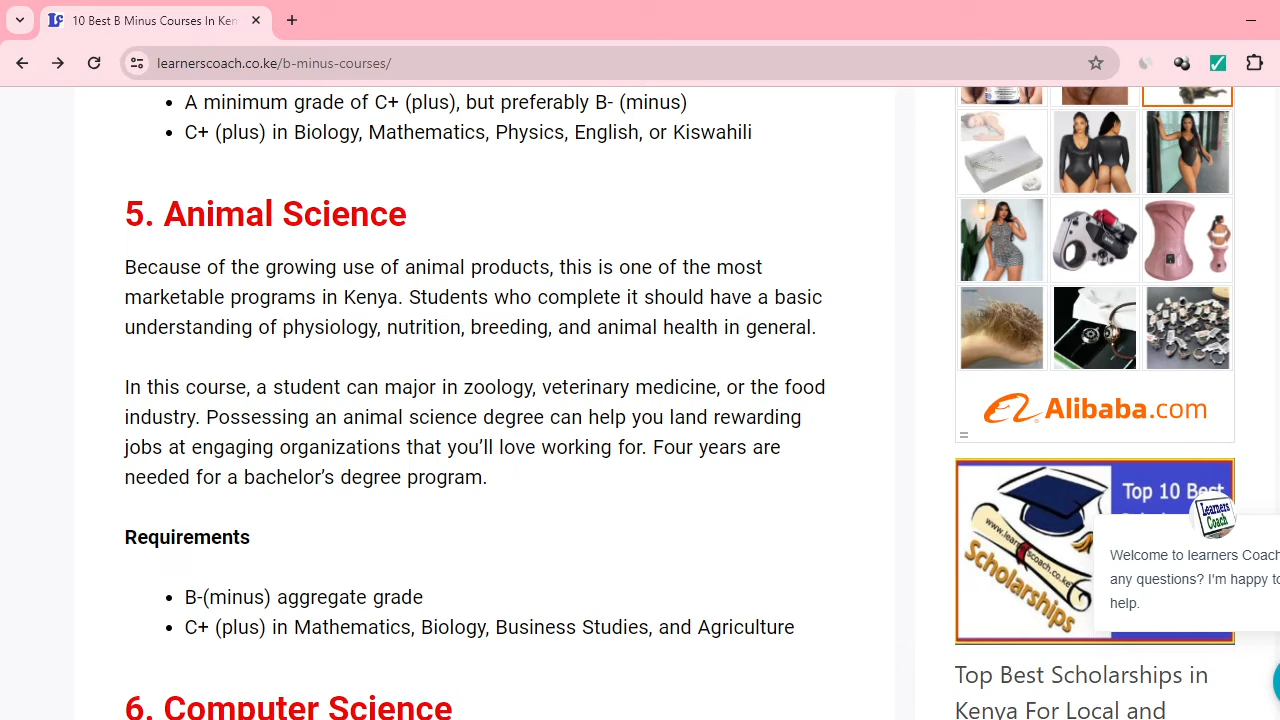 10 Best B Minus Courses In Ken
learnerscoach.co.ke/b-minus-courses/
• A minimum grade of C+ (plus), but preferably B- (minus)
• C+ (plus) in Biology, Mathematics, Physics, English, or Kiswahili
5. Animal Science
Because of the growing use of animal products, this is one of the most
marketable programs in Kenya. Students who complete it should have a basic
understanding of physiology, nutrition, breeding, and animal health in general.
In this course, a student can major in zoology, veterinary medicine, or the food
industry. Possessing an animal science degree can help you land rewarding
jobs at engaging organizations that you’ll love working for. Four years are
needed for a bachelor’s degree program.
Requirements
• B-(minus) aggregate grade
• C+ (plus) in Mathematics, Biology, Business Studies, and Agriculture
6. Computer Science
Alibaba.com
Top 10 Best
www.learnerscoach.co.ke
Scholarships
Learners
Coach
Welcome to learners Coach
any questions? I'm happy to
help.
Top Best Scholarships in
Kenya For Local and